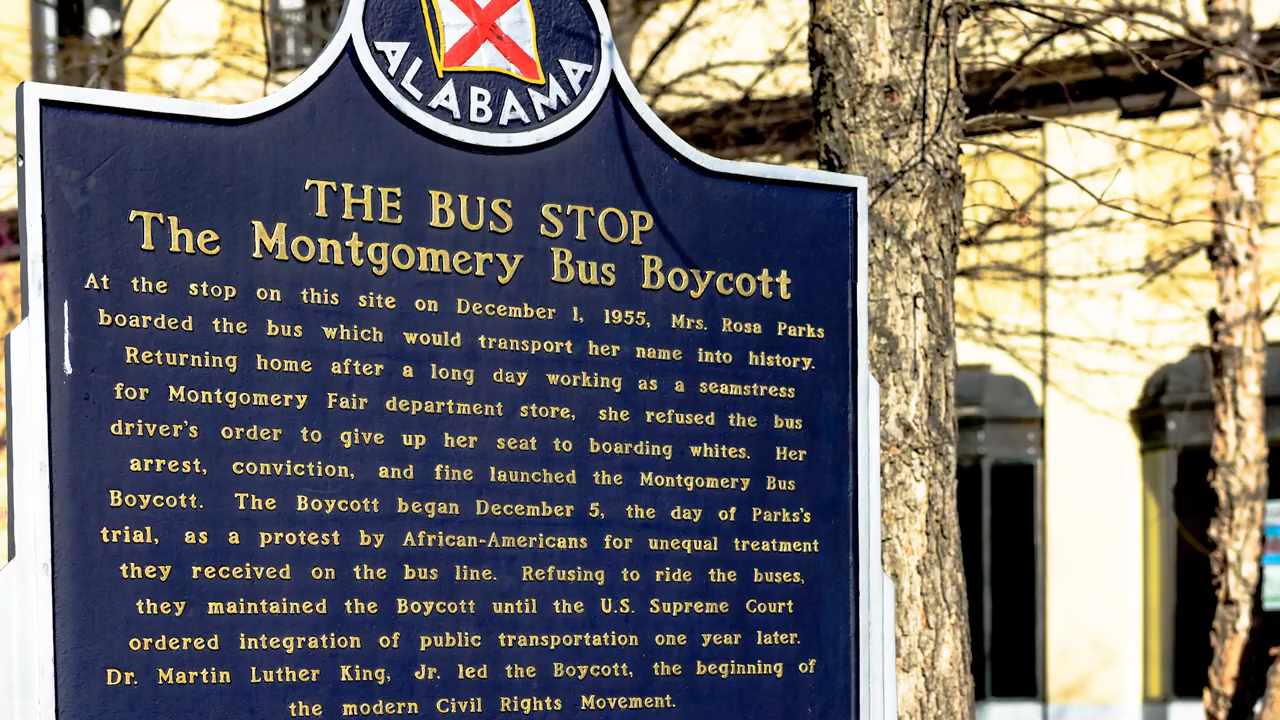 ALABAMA
THE BUS STOP
The Montgomery Bus Boycott
At the stop on this site on December 1, 1955, Mrs. Rosa Parks
boarded the bus which would transport her name into history.
Returning home after a long day working as a seamstress
for Montgomery Fair department store, she refused the bus
driver's order to give up her seat to boarding whites. Her
arrest, conviction, and fine launched the Montgomery Bus
Boycott. The Boycott began December 5, the day of Parks's
trial, as a protest by African-Americans for unequal treatment
they received on the bus line. Refusing to ride the buses,
they maintained the Boycott until the U.S. Supreme Court
ordered integration of public transportation one year later.
Dr. Martin Luther King, Jr. led the Boycott, the beginning of
the modern Civil Rights Movement.